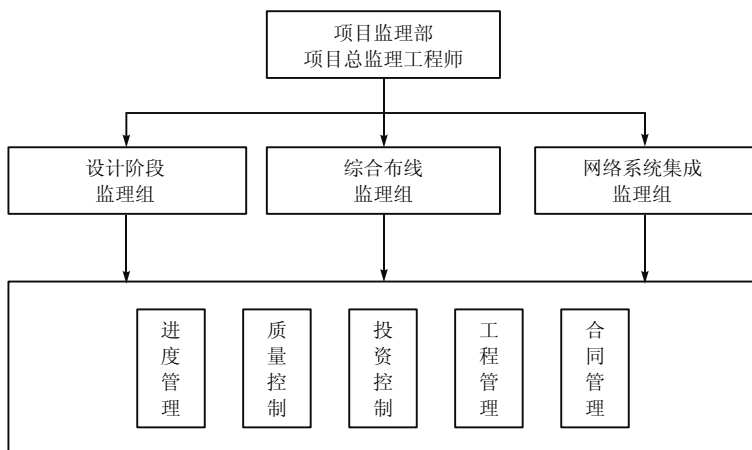 项目监理部
项目总监理工程师
设计阶段
监理组
综合布线
监理组
网络系统集成
监理组
进度管理
质量控制
投资控制
工程管理
合同管理